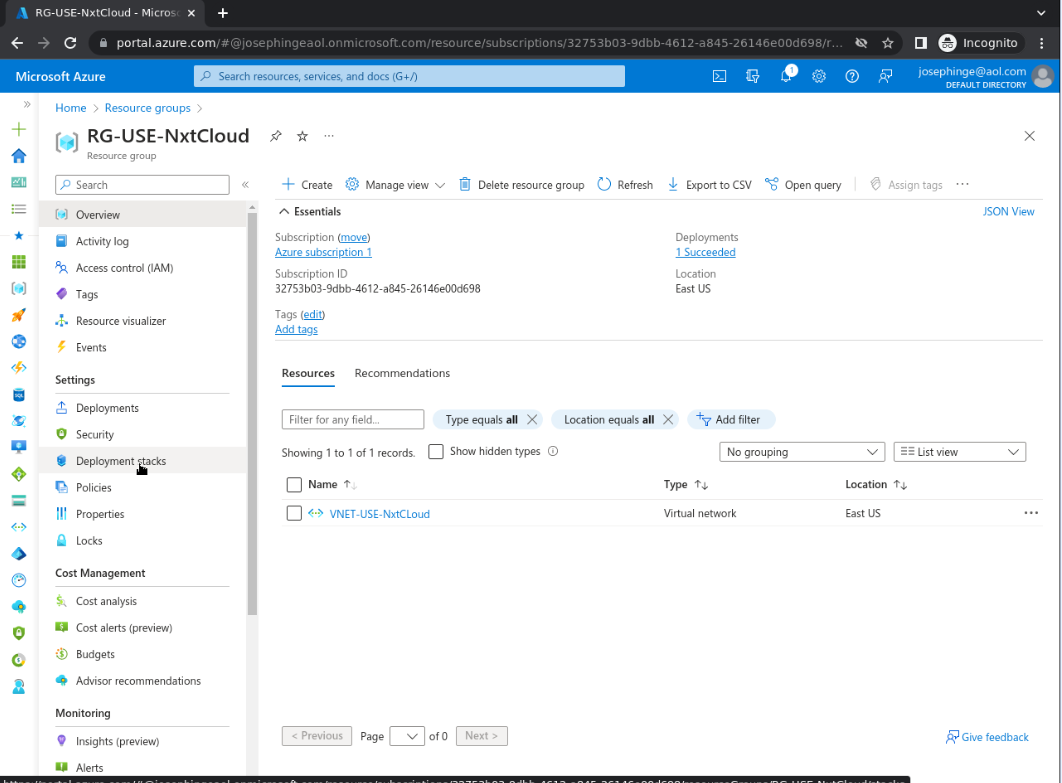 RG-USE-NxtCloud - Micros
portal.azure.com/#@josephingeaol.onmicrosoft.com/resource/subscriptions/32753b03-9dbb-4612-a845-26146e00d698/r...
Incognito
Microsoft Azure
Search resources, services, and docs (G+/)
1
josephinge@aol.com
DEFAULT DIRECTORY
Home > Resource groups >
RG-USE-NxtCloud
Resource group
Search
Create
Manage view
Delete resource group
Refresh
Export to CSV
Open query
Assign tags
Overview
Activity log
Access control (IAM)
Tags
Resource visualizer
Events
Settings
Deployments
Security
Deployment stacks
Policies
Properties
Locks
Cost Management
Cost analysis
Cost alerts (preview)
Budgets
Advisor recommendations
Monitoring
Insights (preview)
Alerts
Essentials
JSON View
Subscription (move)
Azure subscription 1
Subscription ID
32753b03-9dbb-4612-a845-26146e00d698
Tags (edit)
Add tags
Deployments
1 Succeeded
Location
East US
Resources
Recommendations
Filter for any field...
Type equals all
Location equals all
Add filter
Showing 1 to 1 of 1 records.
Show hidden types
No grouping
List view
Name
Type
Location
VNET-USE-NxtCLoud
Virtual network
East US
< Previous
Page
of 0
Next >
Give feedback